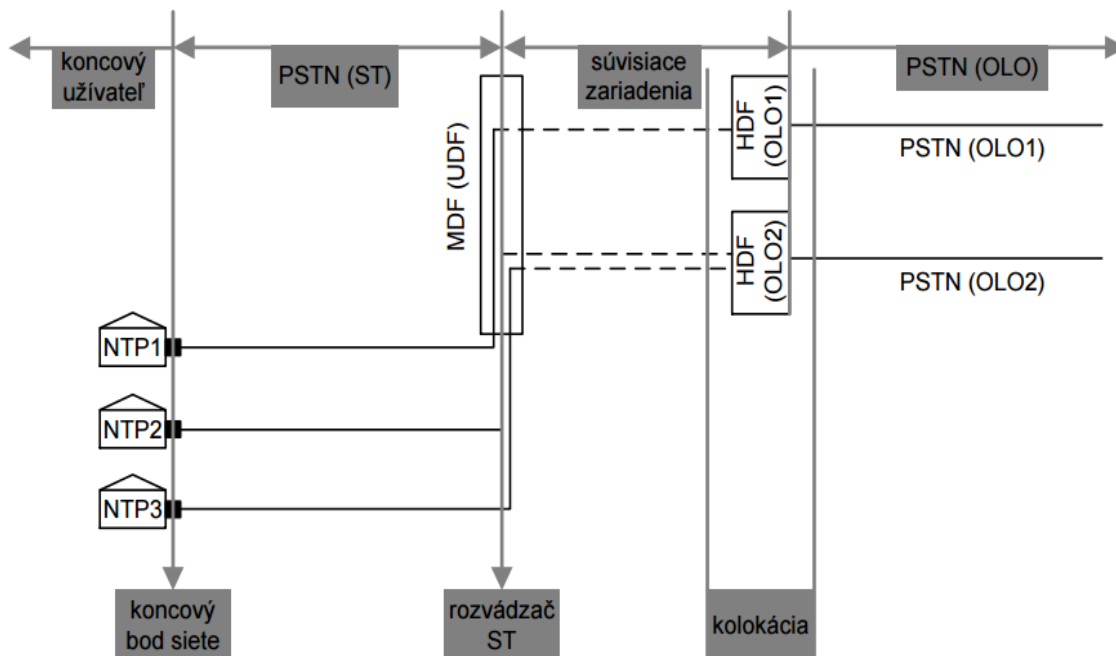 koncový
užívateľ
PSTN (ST)
súvisiace
zariadenia
PSTN (OLO)
MDF (UDF)
HDF
(OLO1)
PSTN (OLO1)
HDF
(OLO2)
PSTN (OLO2)
NTP1
NTP2
NTP3
koncový
bod siete
rozvádzač
ST
kolokácia